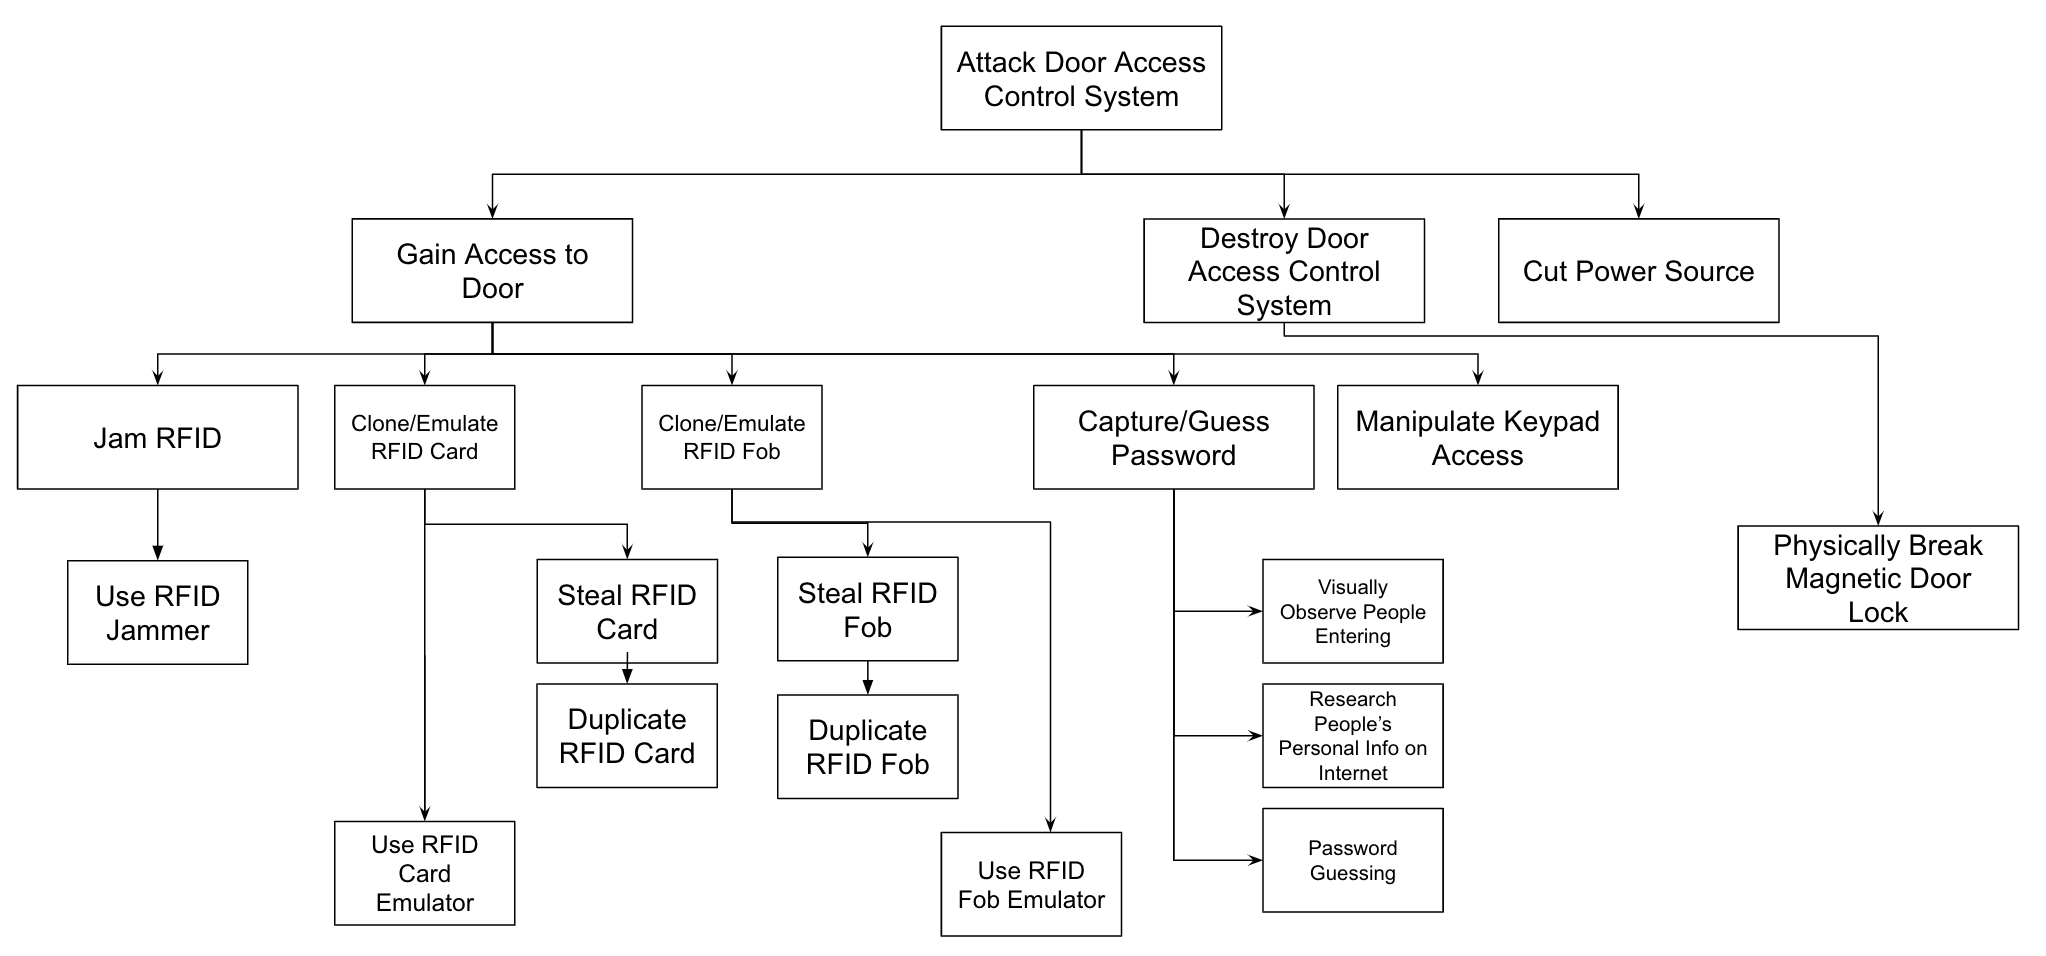 Attack Door Access
Control System
Gain Access to
Door
Destroy Door
Access Control
System
Cut Power Source
Jam RFID
Clone/Emulate
RFID Card
Clone/Emulate
RFID Fob
Capture/Guess
Password
Manipulate Keypad
Access
Use RFID
Jammer
Steal RFID
Card
Steal RFID
Fob
Visually
Observe People
Entering
Physically Break
Magnetic Door
Lock
Duplicate
RFID Card
Duplicate
RFID Fob
Research
People’s
Personal Info on
Internet
Use RFID
Card
Emulator
Use RFID
Fob Emulator
Password
Guessing